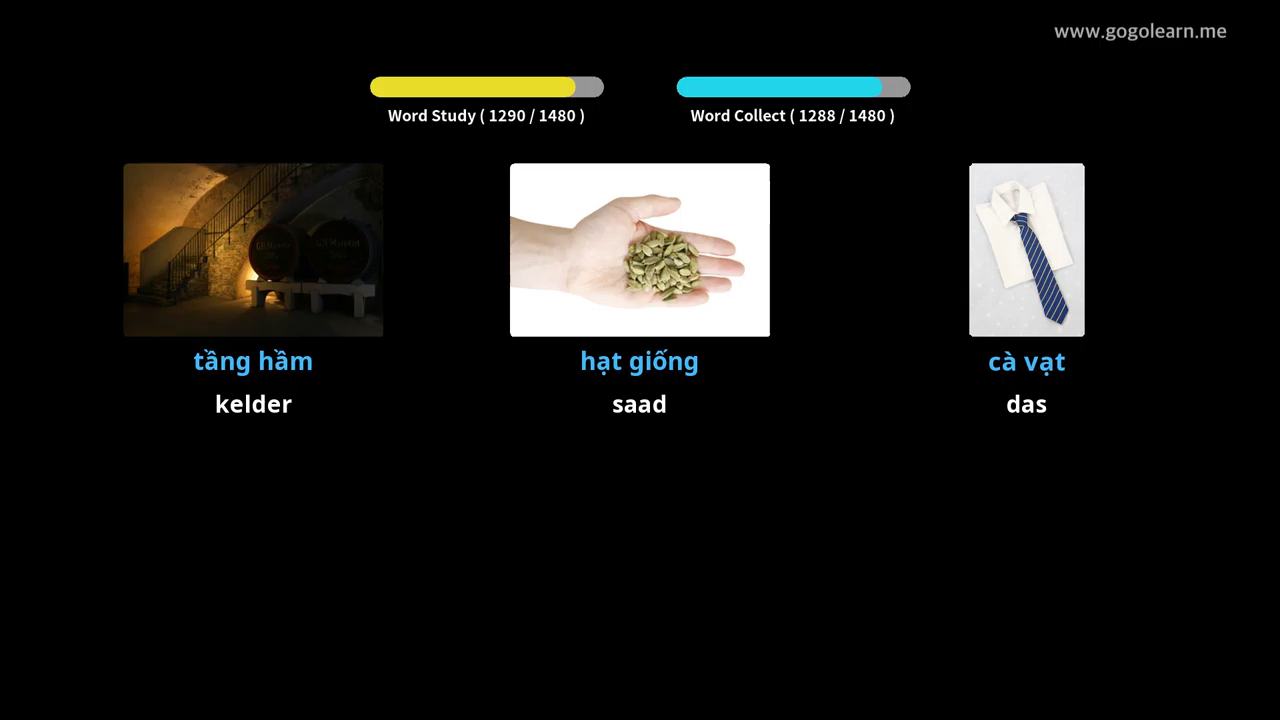 www.gogolearn.me
Word Study ( 1290 / 1480 )
Word Collect ( 1288 / 1480 )
tầng hầm
hạt giống
cà vạt
kelder
saad
das